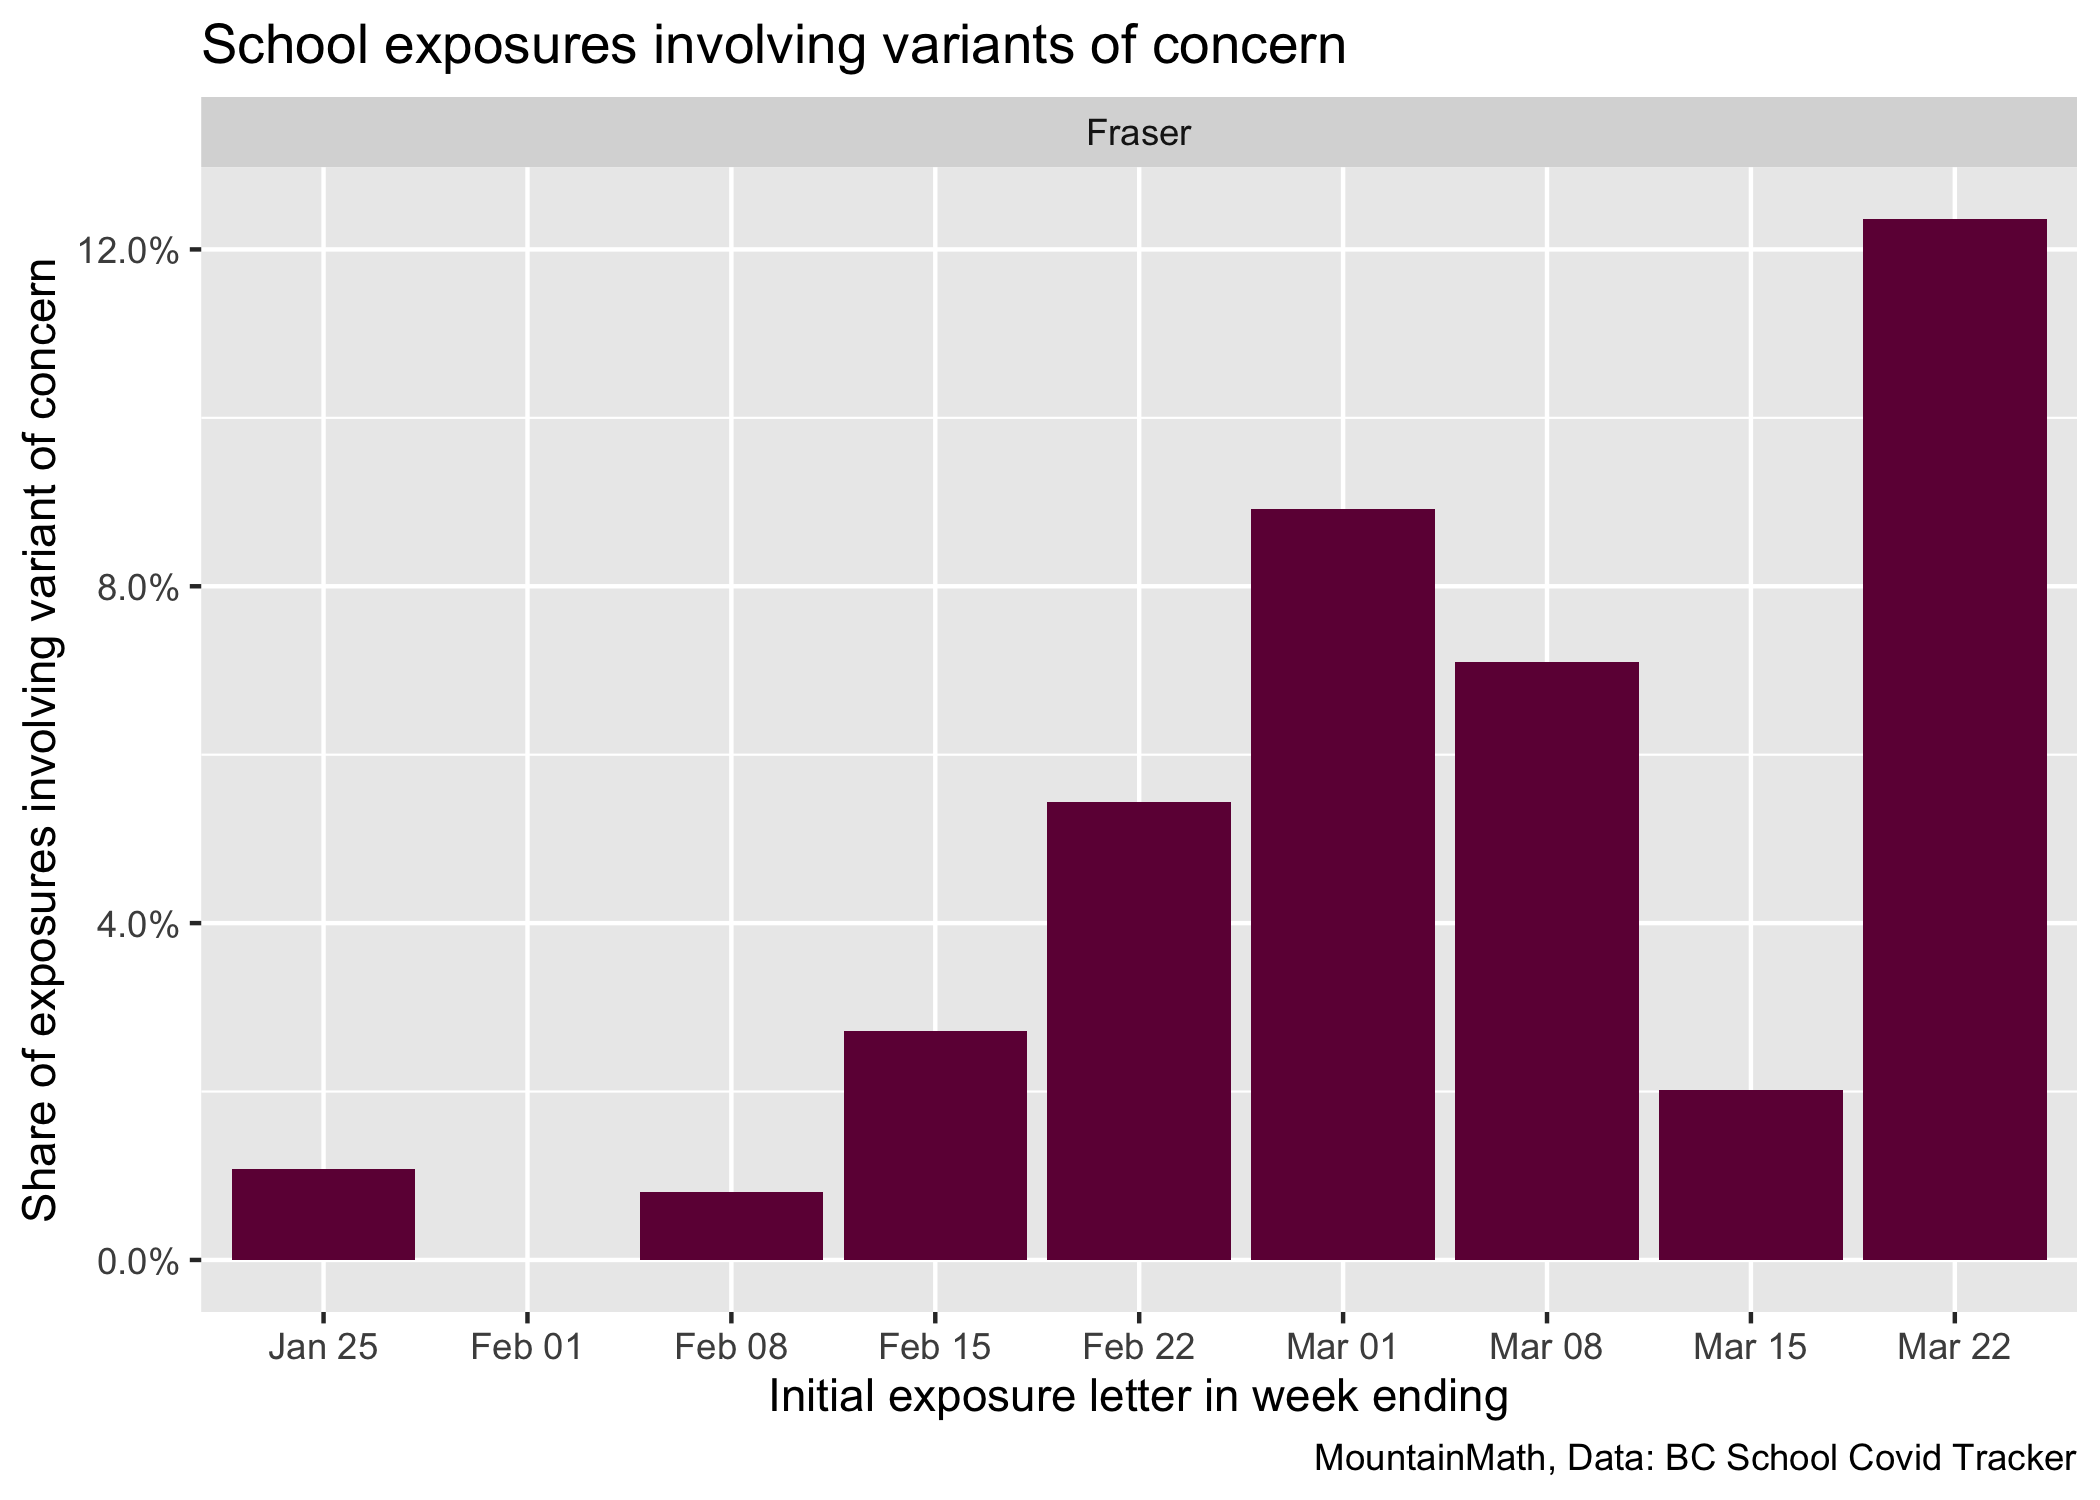 School exposures involving variants of concern
Fraser
Share of exposures involving variant of concern
12.0%
8.0%
4.0%
0.0%
Jan 25 Feb 01 Feb 08 Feb 15 Feb 22 Mar 01 Mar 08 Mar 15 Mar 22
Initial exposure letter in week ending
MountainMath, Data: BC School Covid Tracker